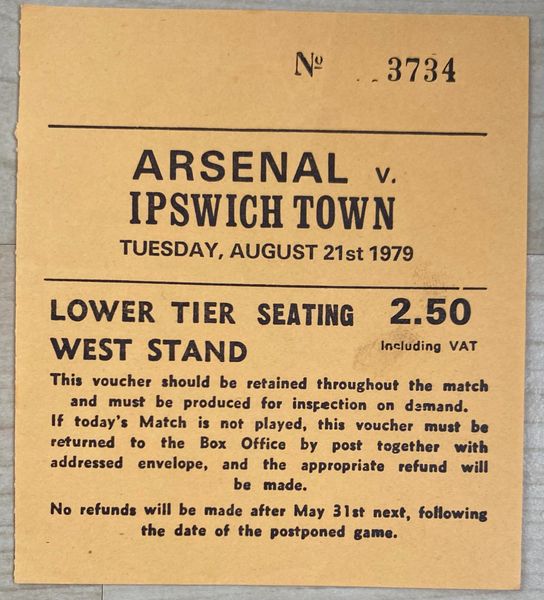 Nº 3734
ARSENAL v.
IPSWICH TOWN
TUESDAY, AUGUST 21st 1979
LOWER TIER SEATING 2.50
WEST STAND Including VAT
This voucher should be retained throughout the match
and must be produced for inspection on demand.
If today's Match is not played, this voucher must be
returned to the Box Office by post together with
addressed envelope, and the appropriate refund will
be made.
No refunds will be made after May 31st next, following
the date of the postponed game.